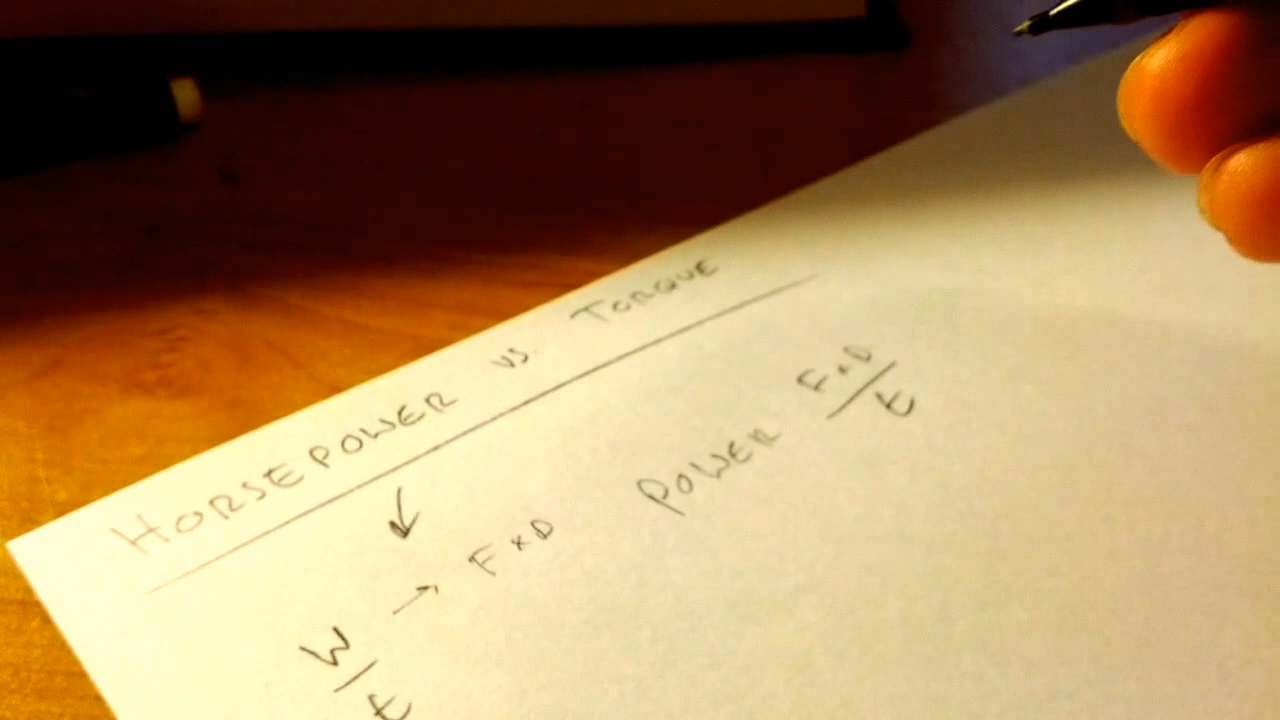 HORSEPOWER vs. TORQUE
↙
W/t → F×D
POWER F×D/t